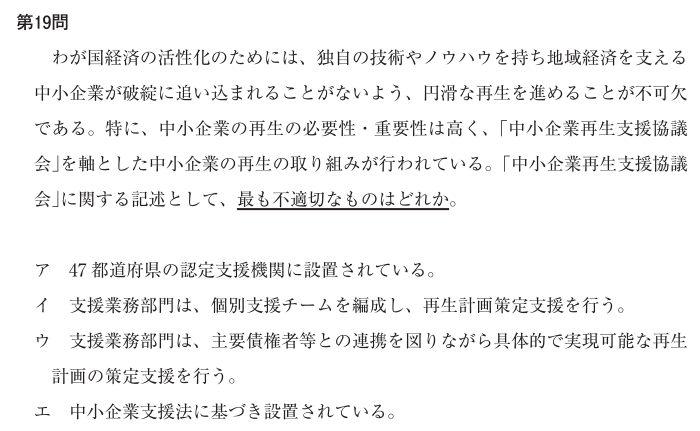 第19問
わが国経済の活性化のためには、独自の技術やノウハウを持ち地域経済を支える
中小企業が破綻に追い込まれることがないよう、円滑な再生を進めることが不可欠
である。特に、中小企業の再生の必要性・重要性は高く、「中小企業再生支援協議
会」を軸とした中小企業の再生の取り組みが行われている。「中小企業再生支援協議
会」に関する記述として、最も不適切なものはどれか。
ア　47都道府県の認定支援機関に設置されている。
イ　支援業務部門は、個別支援チームを編成し、再生計画策定支援を行う。
ウ　支援業務部門は、主要債権者等との連携を図りながら具体的で実現可能な再生
計画の策定支援を行う。
エ　中小企業支援法に基づき設置されている。